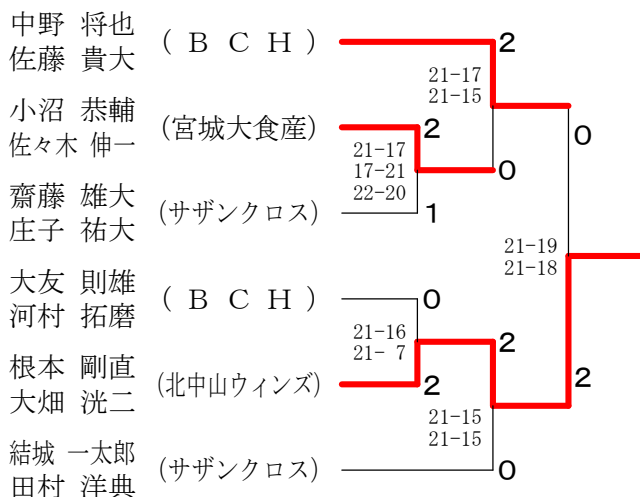 中野 将也
佐藤 貴大
( B C H )
2
21-17
21-15
小沼 恭輔
佐々木 伸一
(宮城大食産)
2
0
21-17
17-21
22-20
0
齋藤 雄大
庄子 祐大
(サザンクロス)
1
21-19
21-18
大友 則雄
河村 拓磨
( B C H )
0
21-16
21- 7
2
根本 剛直
大畑 洸二
(北中山ウィンズ)
2
2
21-15
21-15
結城 一太郎
田村 洋典
(サザンクロス)
0